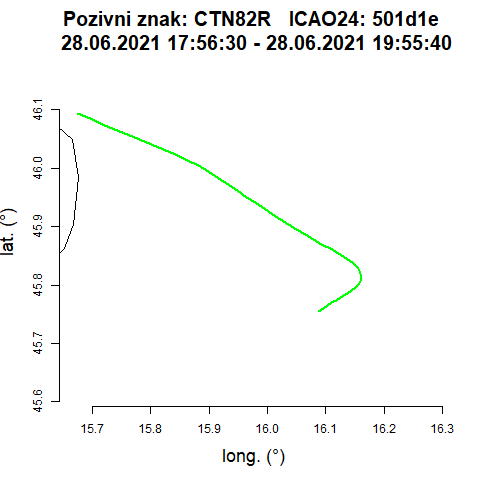 Pozivni znak: CTN82R   ICAO24: 501d1e
28.06.2021 17:56:30 - 28.06.2021 19:55:40
46.1
46.0
45.9
45.8
45.7
45.6
lat. (°)
15.7 15.8 15.9 16.0 16.1 16.2 16.3
long. (°)